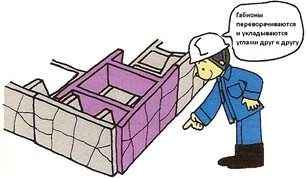 Габионы
переворачиваются
и укладываются
углами друг к другу